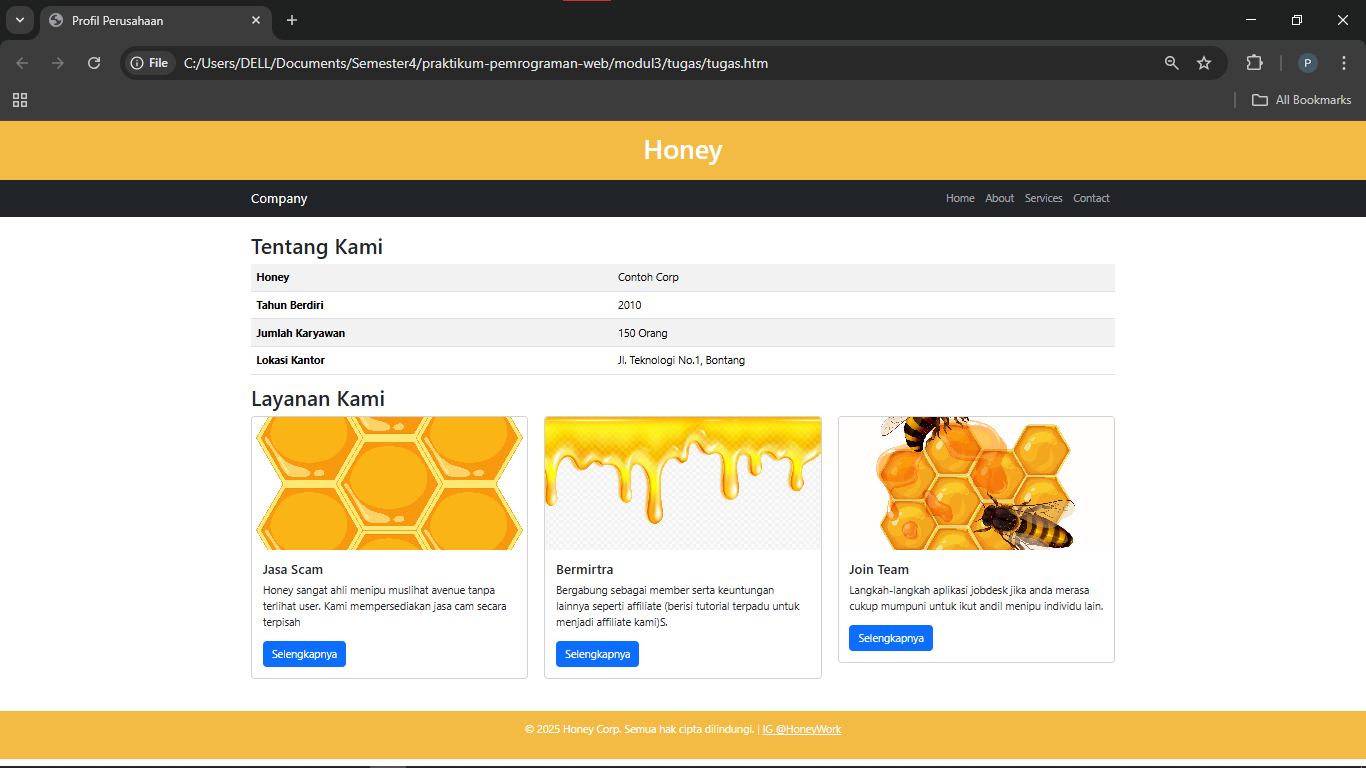 Profil Perusahaan
File
C:/Users/DELL/Documents/Semester4/praktikum-pemrograman-web/modul3/tugas/tugas.htm
P
All Bookmarks
Honey
Company
Home About Services Contact
Tentang Kami
Honey Contoh Corp
Tahun Berdiri 2010
Jumlah Karyawan 150 Orang
Lokasi Kantor Jl. Teknologi No.1, Bontang
Layanan Kami
Jasa Scam
Honey sangat ahli menipu muslihat avenue tanpa
terlihat user. Kami mempersediakan jasa cam secara
terpisah
Selengkapnya
Bermirtra
Bergabung sebagai member serta keuntungan
lainnya seperti affiliate (berisi tutorial terpadu untuk
menjadi affiliate kami)S.
Selengkapnya
Join Team
Langkah-langkah aplikasi jobdesk jika anda merasa
cukup mumpuni untuk ikut andil menipu individu lain.
Selengkapnya
© 2025 Honey Corp. Semua hak cipta dilindungi. | IG @HoneyWork